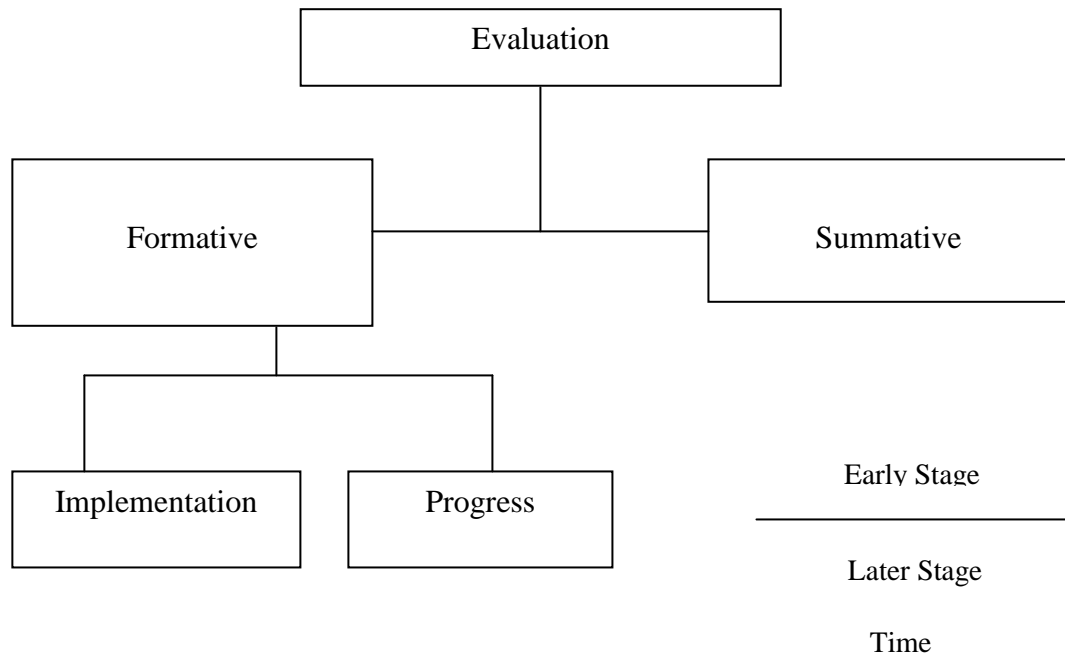 Evaluation
Formative
Summative
Implementation
Progress
Early Stage
Later Stage
Time